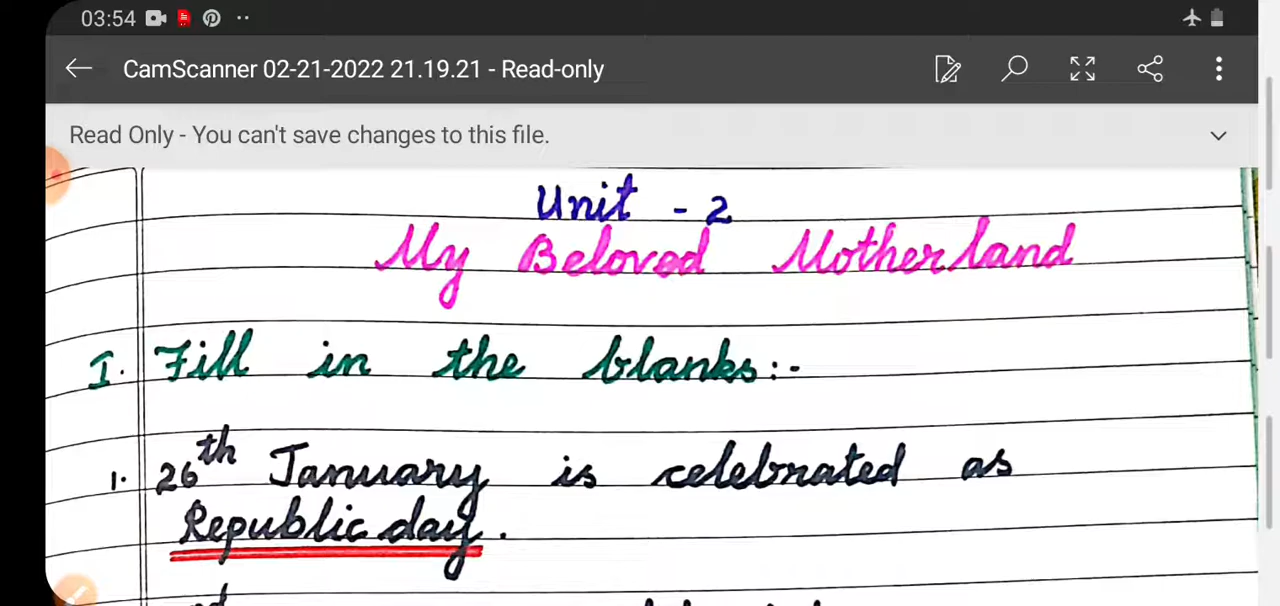 03:54
CamScanner 02-21-2022 21.19.21 - Read-only
Read Only - You can't save changes to this file.
Unit - 2
My Beloved Motherland
I. Fill in the blanks:-
1. 26th January is celebrated as
Republic day.